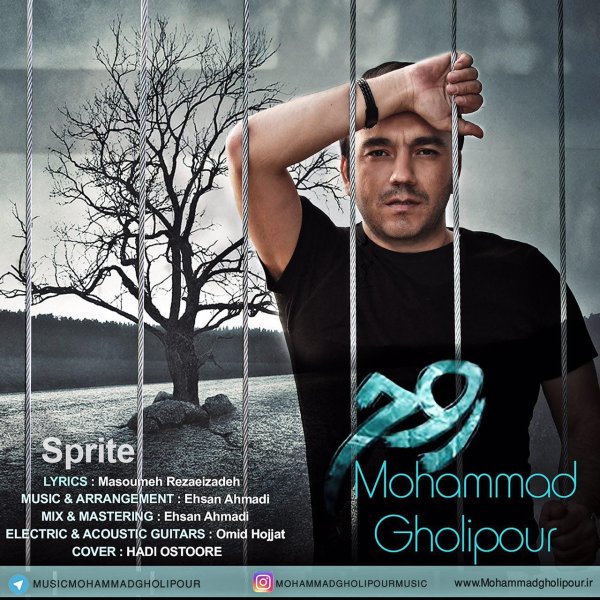 روح
Mohammad
Gholipour
Sprite
LYRICS : Masoumeh Rezaeizadeh
MUSIC & ARRANGEMENT : Ehsan Ahmadi
MIX & MASTERING : Ehsan Ahmadi
ELECTRIC & ACOUSTIC GUITARS : Omid Hojjat
COVER : HADI OSTOORE
MUSICMOHAMMADGHOLIPOUR MOHAMMADGHOLIPOURMUSIC www.Mohammadgholipour.ir